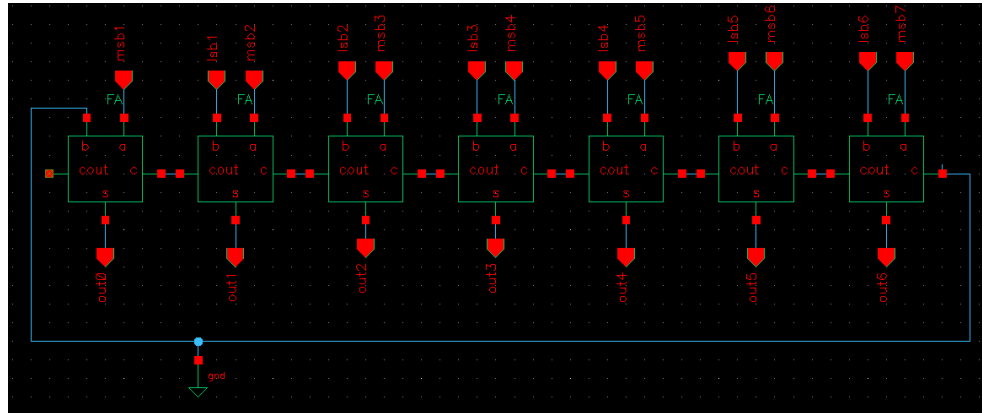 msb1 lsb1 msb2 lsb2 msb3 lsb3 msb4 lsb4 msb5 lsb5 msb6 lsb6 msb7
FA FA FA FA FA FA FA
b a b a b a b a b a b a b a
cout c cout c cout c cout c cout c cout c cout c
s s s s s s s
out0 out1 out2 out3 out4 out5 out6
gnd